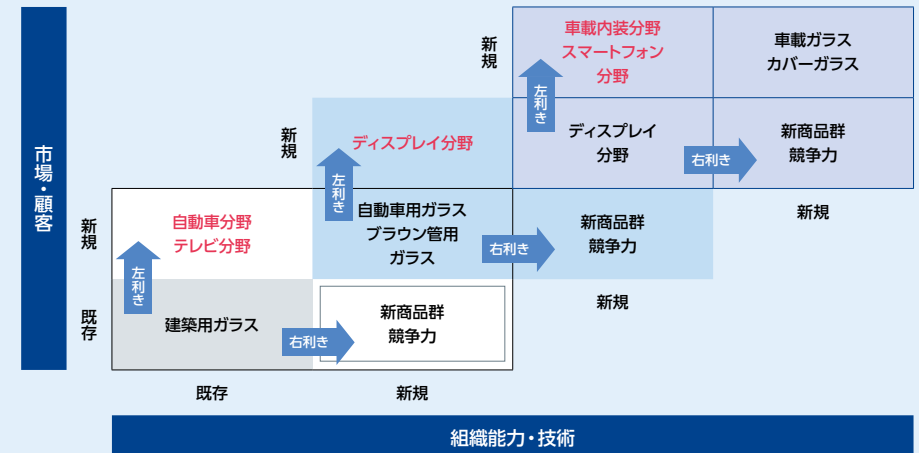 市場・顧客
新規
車載内装分野
スマートフォン
分野
車載ガラス
カバーガラス
左利き
新規
ディスプレイ分野
ディスプレイ
分野
右利き
新商品群
競争力
新規
左利き
新規
自動車分野
テレビ分野
自動車用ガラス
ブラウン管用
ガラス
右利き
新商品群
競争力
新規
左利き
既存
建築用ガラス
右利き
新商品群
競争力
既存
新規
組織能力・技術